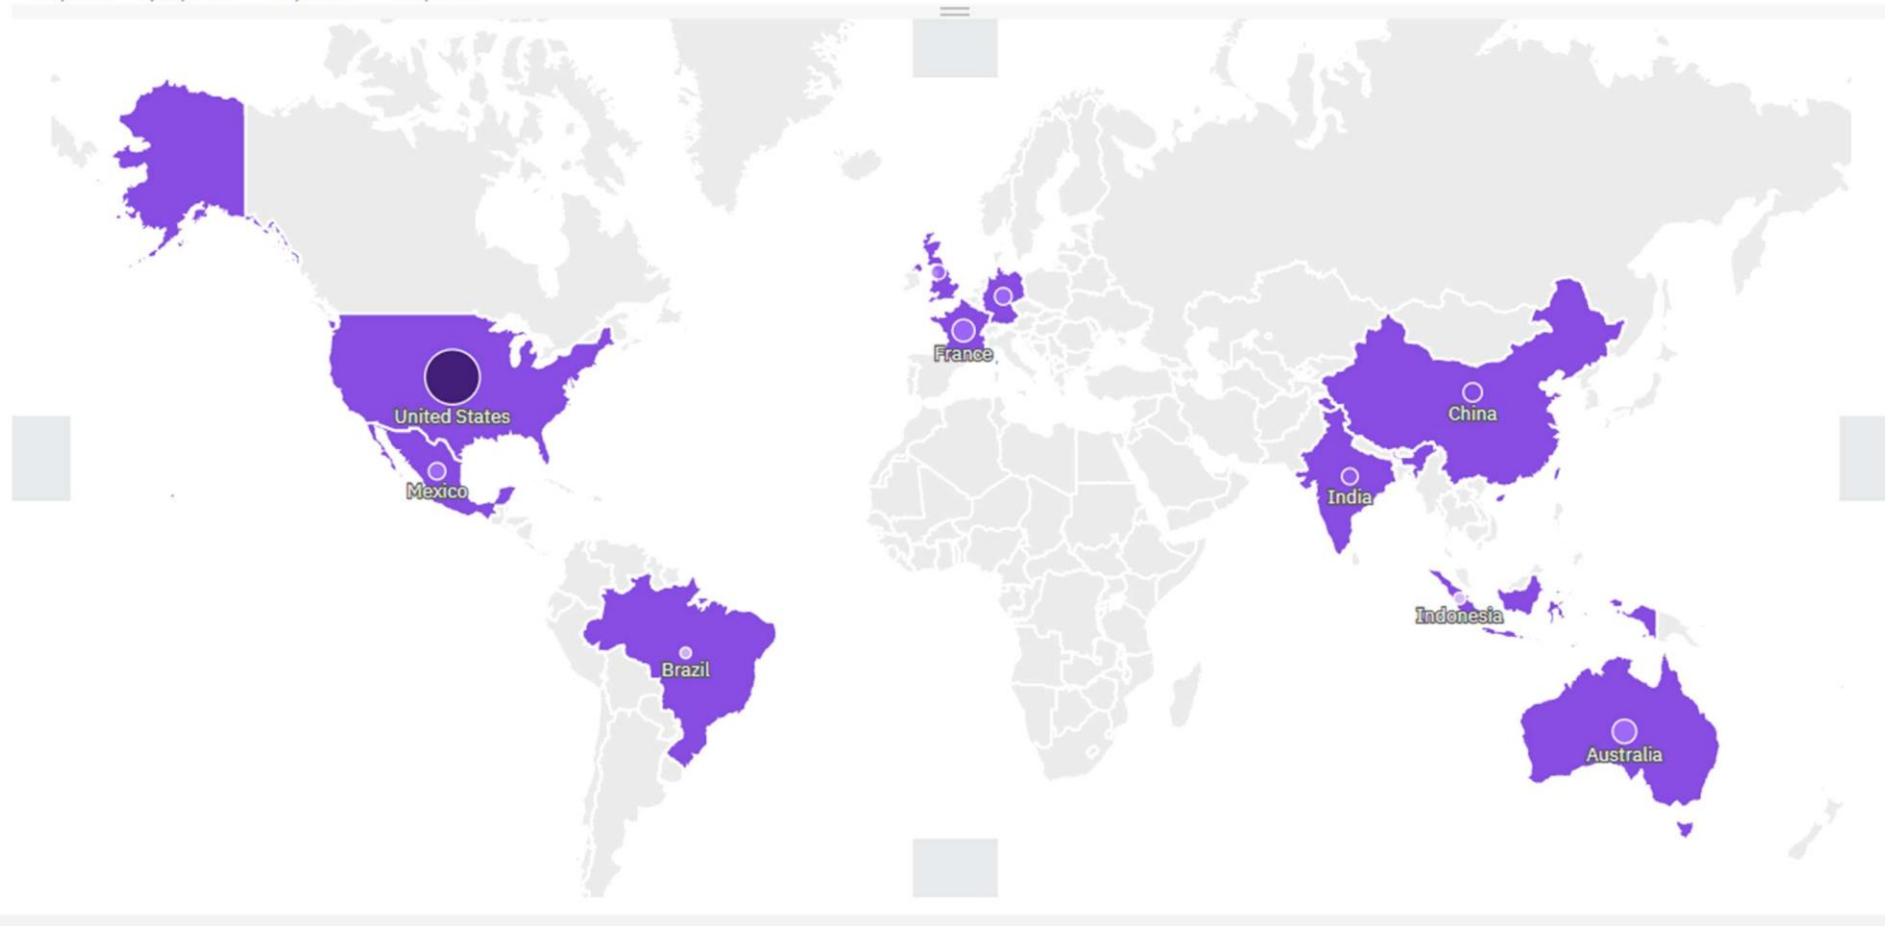 France
United States
China
Mexico
India
Indonesia
Brazil
Australia